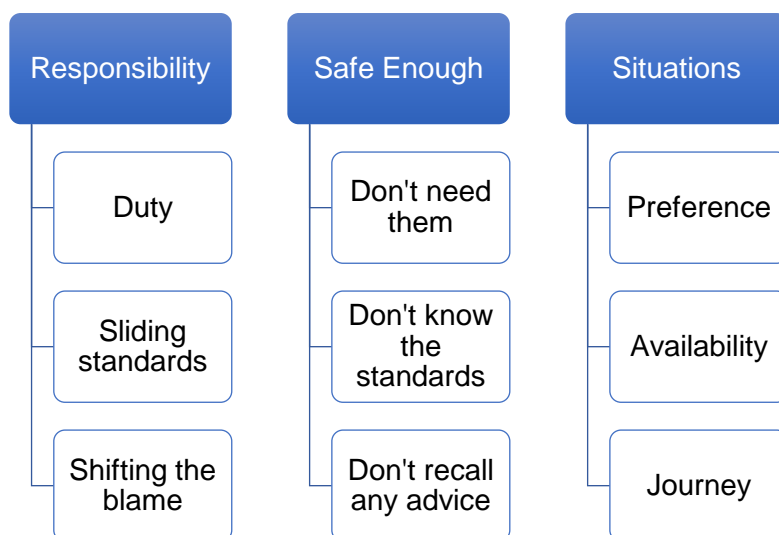 Responsibility
Duty
Sliding
standards
Shifting the
blame
Safe Enough
Don't need
them
Don't know
the
standards
Don't recall
any advice
Situations
Preference
Availability
Journey